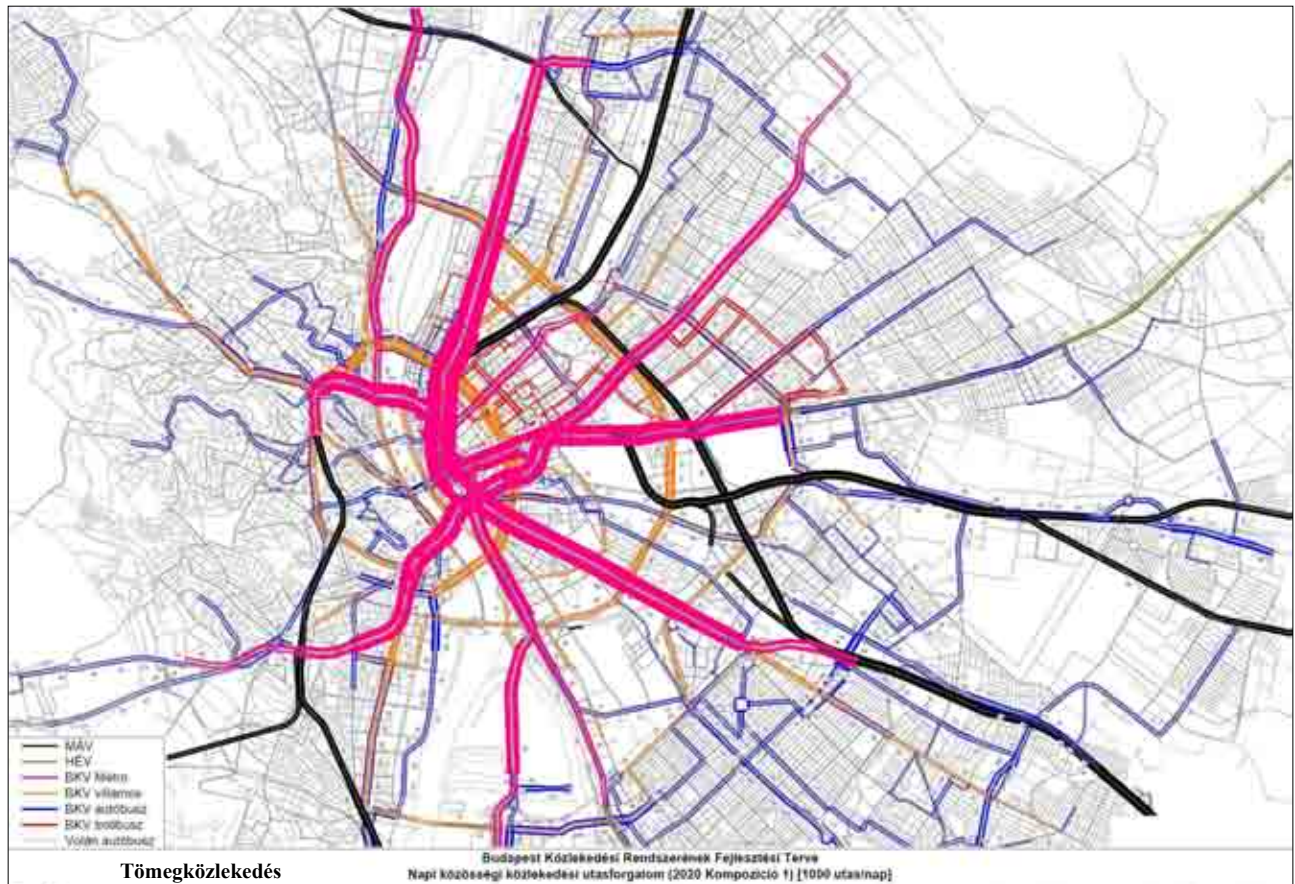 MÁV
HÉV
BKV Metro
BKV villamos
BKV autóbusz
BKV trolibusz
Volán autóbusz
Tömegközlekedés
Budapest Közlekedési Rendszerének Fejlesztési Terve
Napi közösségi közlekedési utasforgalom (2020 Kompozíció 1) [1000 utas/nap]